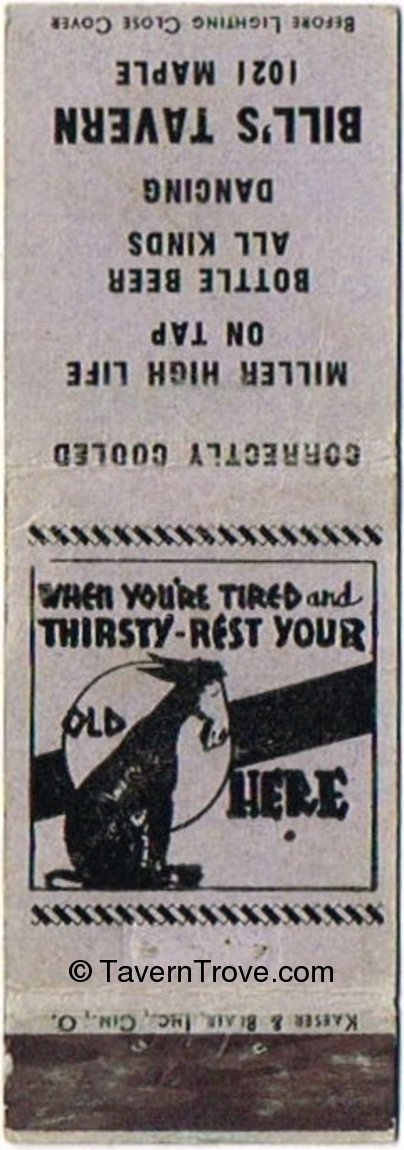 Before Lighting Close Cover
1021 MAPLE
BILL'S TAVERN
DANCING
ALL KINDS
BOTTLE BEER
ON TAP
MILLER HIGH LIFE
CORRECTLY COOLED
WHEN YOU'RE TIRED and
THIRSTY-REST YOUR
OLD
HERE
© TavernTrove.com
Kaeser & Blair, Inc., Cin., O.